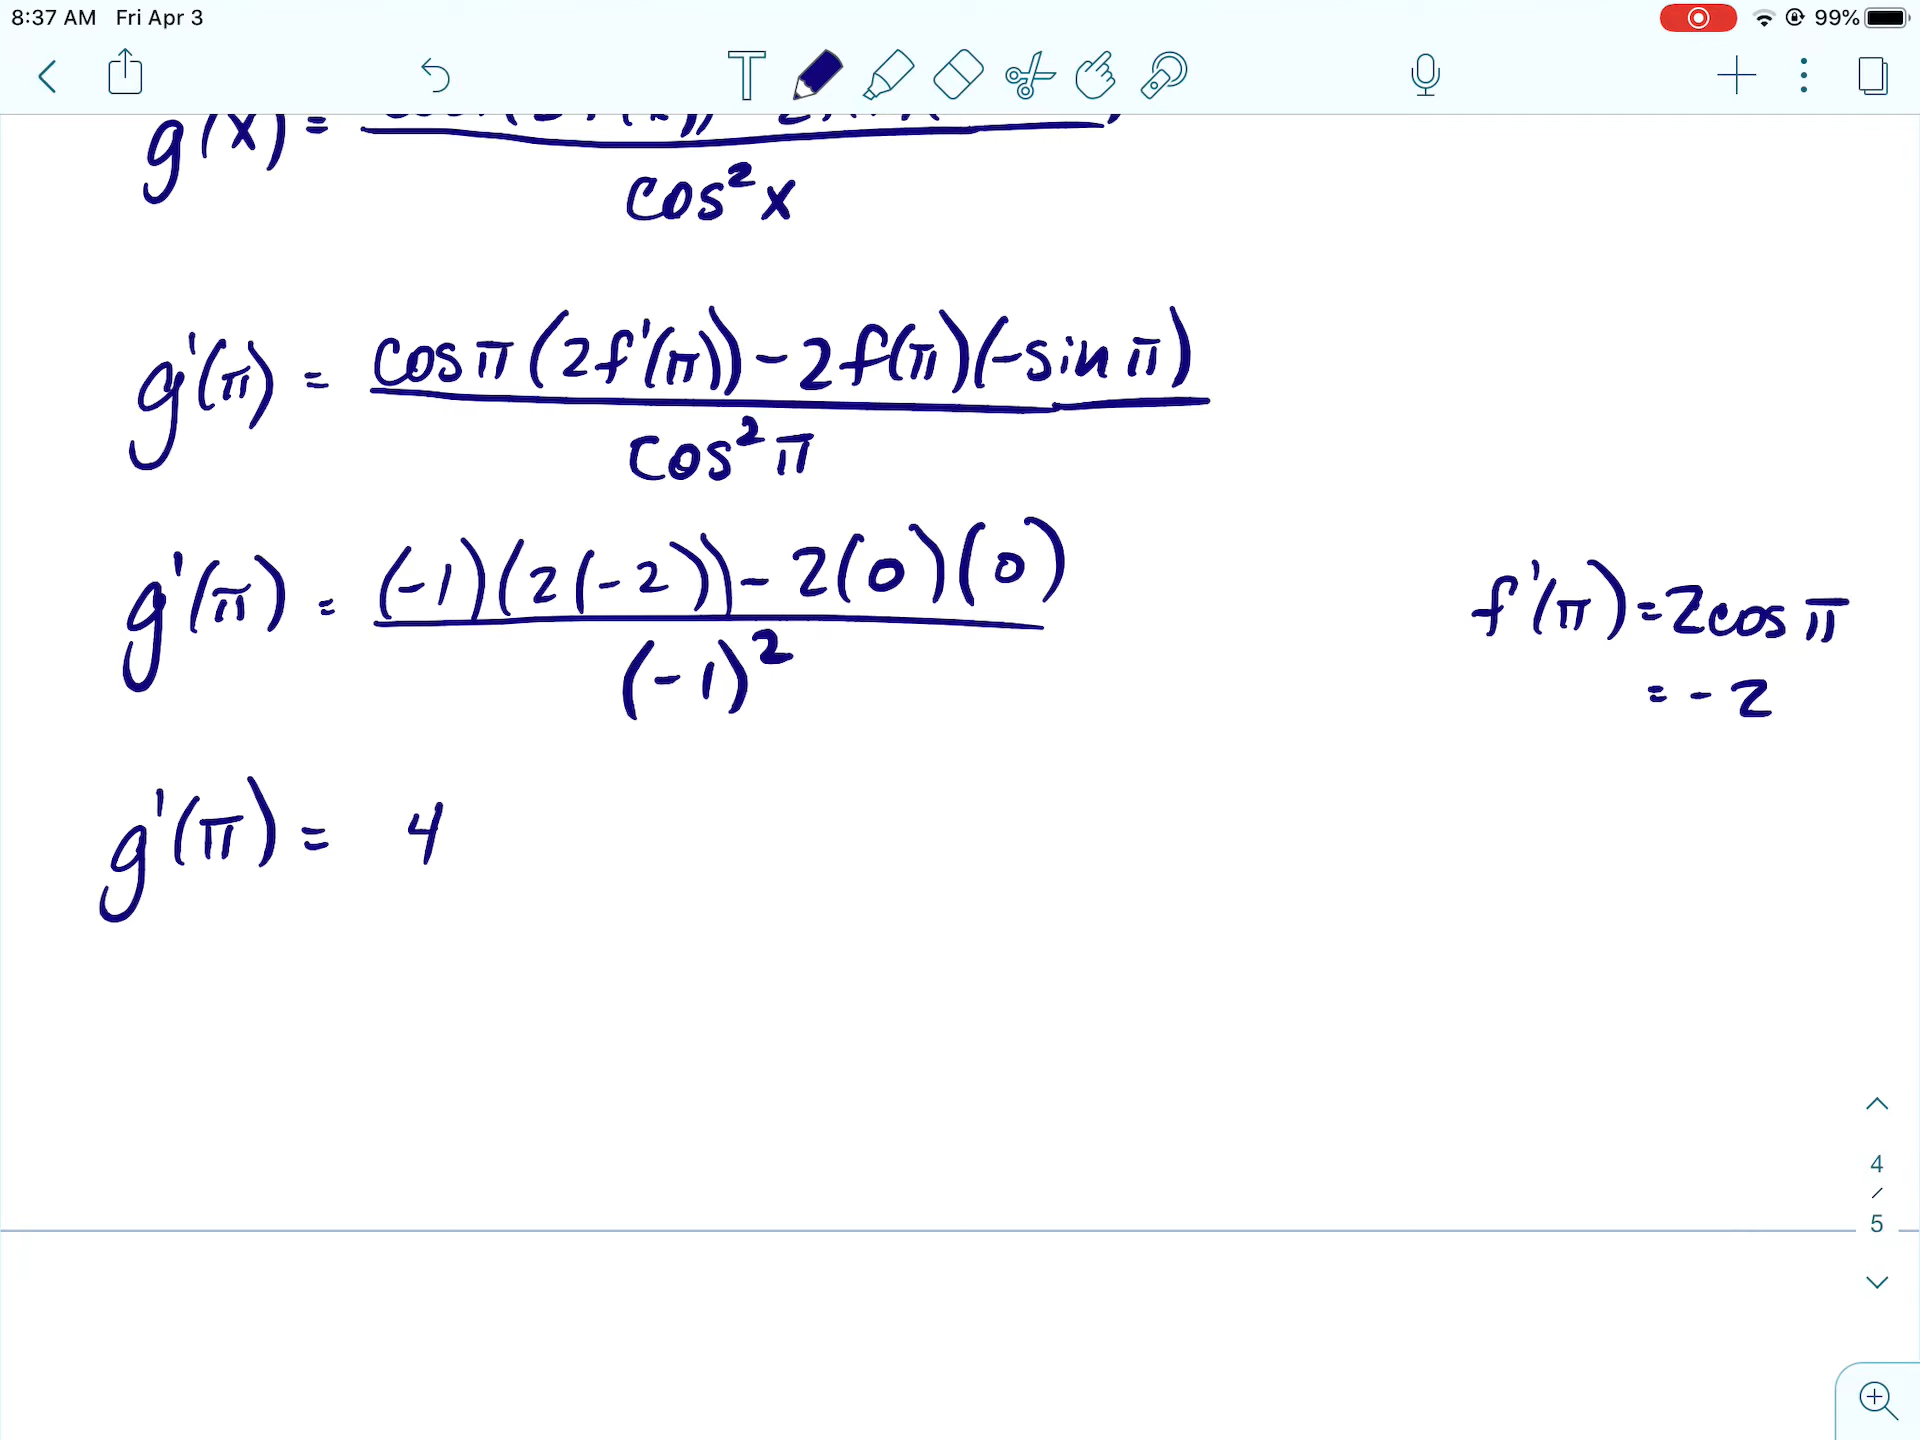 8:37 AM Fri Apr 3 99%
T
g'(x) =
cos²x
g'(π) = cosπ(2f'(π)) - 2f(π)(-sin π)
cos²π
g'(π) = (-1)(2(-2)) - 2(0)(0)
(-1)²
f'(π) = 2cos π
= -2
g'(π) = 4
4
/
5